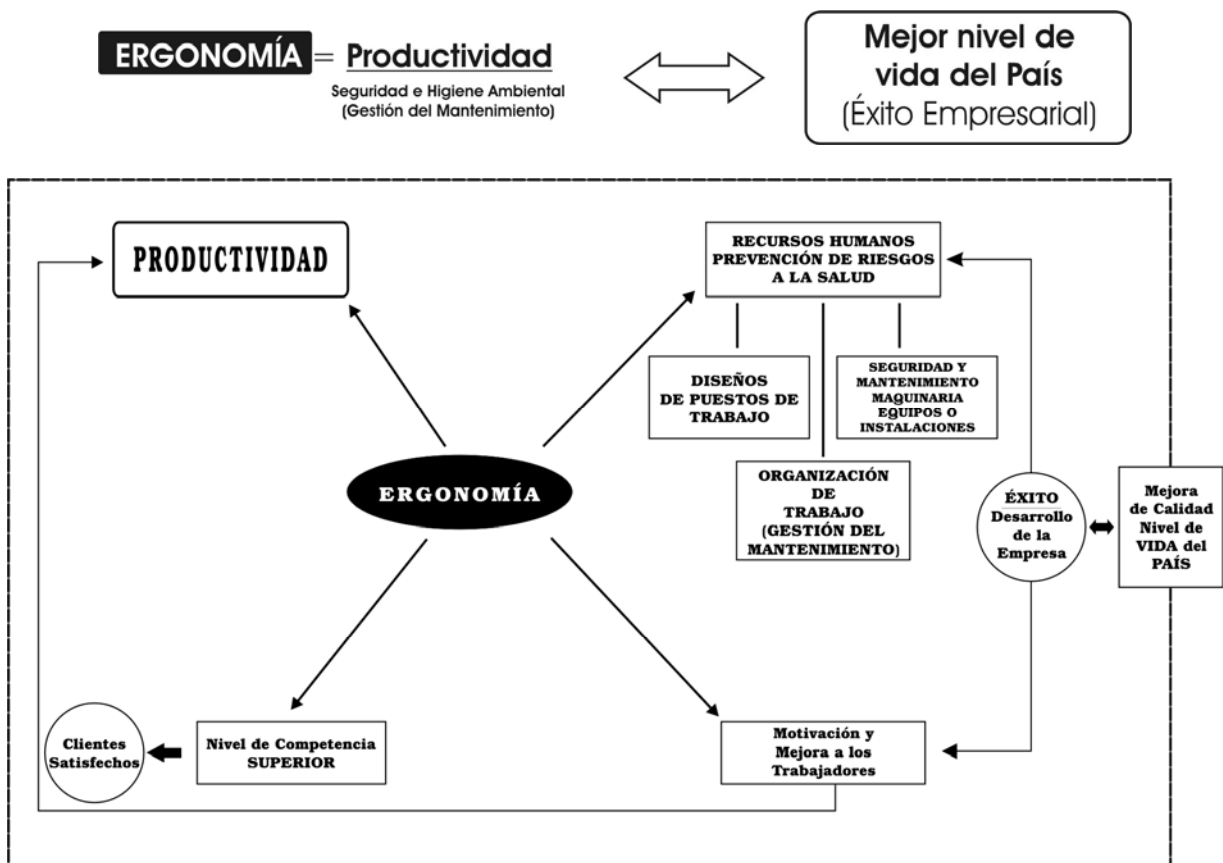 ERGONOMÍA = Productividad
Seguridad e Higiene Ambiental
(Gestión del Mantenimiento)
Mejor nivel de
vida del País
(Éxito Empresarial)
PRODUCTIVIDAD
RECURSOS HUMANOS
PREVENCIÓN DE RIESGOS
A LA SALUD
DISEÑOS
DE PUESTOS DE
TRABAJO
SEGURIDAD Y
MANTENIMIENTO
MAQUINARIA
EQUIPOS O
INSTALACIONES
ORGANIZACIÓN
DE
TRABAJO
(GESTIÓN DEL
MANTENIMIENTO)
ERGONOMÍA
ÉXITO
Desarrollo
de la
Empresa
Mejora
de Calidad
Nivel de
VIDA del
PAÍS
Clientes
Satisfechos
Nivel de Competencia
SUPERIOR
Motivación y
Mejora a los
Trabajadores